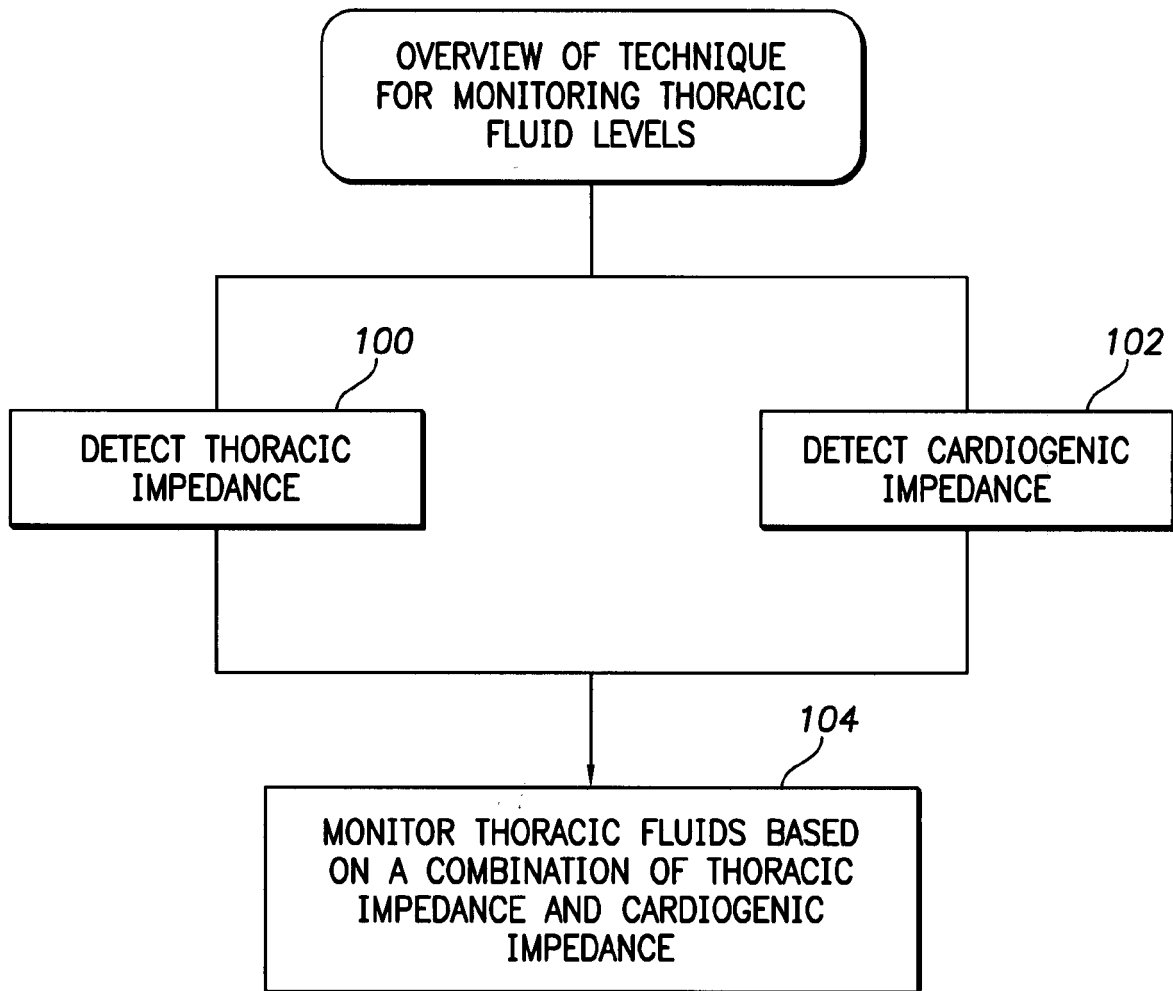 OVERVIEW OF TECHNIQUE
FOR MONITORING THORACIC
FLUID LEVELS
100
102
DETECT THORACIC
IMPEDANCE
DETECT CARDIOGENIC
IMPEDANCE
104
MONITOR THORACIC FLUIDS BASED
ON A COMBINATION OF THORACIC
IMPEDANCE AND CARDIOGENIC
IMPEDANCE